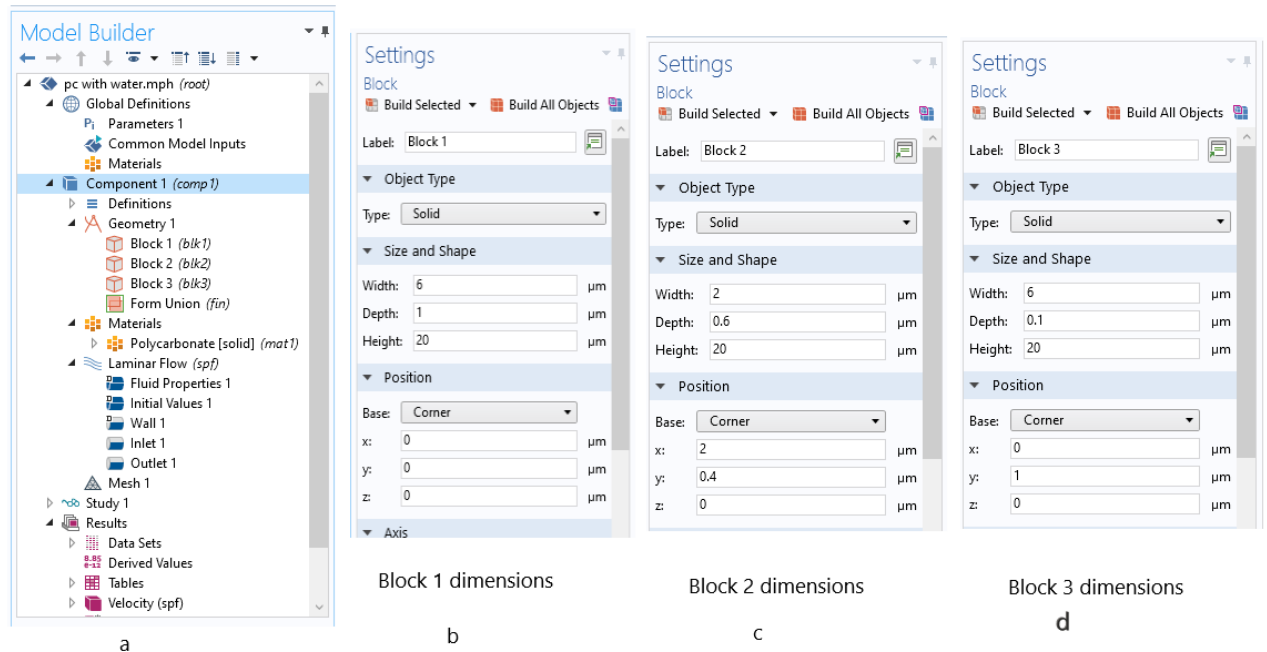 Model Builder
pc with water.mph (root)
Global Definitions
Pi Parameters 1
Common Model Inputs
Materials
Component 1 (comp1)
Definitions
Geometry 1
Block 1 (blk1)
Block 2 (blk2)
Block 3 (blk3)
Form Union (fin)
Materials
Polycarbonate [solid] (mat1)
Laminar Flow (spf)
Fluid Properties 1
Initial Values 1
Wall 1
Inlet 1
Outlet 1
Mesh 1
Study 1
Results
Data Sets
8.85 e-12 Derived Values
Tables
Velocity (spf)
a
Settings
Block
Build Selected Build All Objects
Label: Block 1
Object Type
Type: Solid
Size and Shape
Width: 6 μm
Depth: 1 μm
Height: 20 μm
Position
Base: Corner
x: 0 μm
y: 0 μm
z: 0 μm
Axis
Block 1 dimensions
b
Settings
Block
Build Selected Build All Objects
Label: Block 2
Object Type
Type: Solid
Size and Shape
Width: 2 μm
Depth: 0.6 μm
Height: 20 μm
Position
Base: Corner
x: 2 μm
y: 0.4 μm
z: 0 μm
Block 2 dimensions
c
Settings
Block
Build Selected Build All Objects
Label: Block 3
Object Type
Type: Solid
Size and Shape
Width: 6 μm
Depth: 0.1 μm
Height: 20 μm
Position
Base: Corner
x: 0 μm
y: 1 μm
z: 0 μm
Block 3 dimensions
d